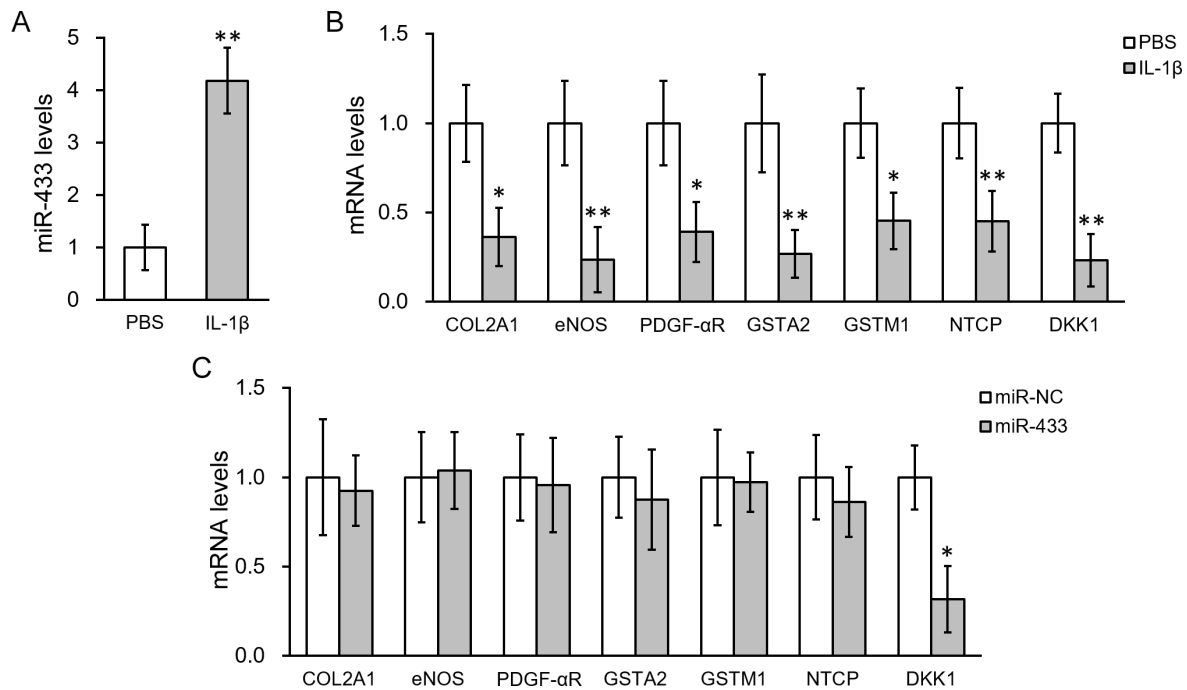 A
miR-433 levels
5
4
3
2
1
0
**
PBS
IL-1β
B
mRNA levels
1.5
1.0
0.5
0.0
* ** * ** * ** **
COL2A1 eNOS PDGF-αR GSTA2 GSTM1 NTCP DKK1
PBS
IL-1β
C
mRNA levels
1.5
1.0
0.5
0.0
*
COL2A1 eNOS PDGF-αR GSTA2 GSTM1 NTCP DKK1
miR-NC
miR-433